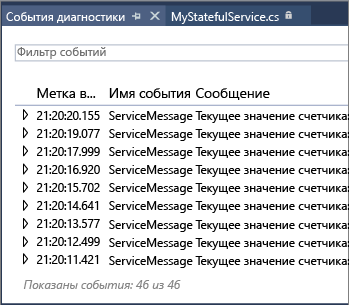 События диагностики MyStatefulService.cs
Фильтр событий
Метка в... Имя события Сообщение
21:20:20.155 ServiceMessage Текущее значение счетчика:
21:20:19.077 ServiceMessage Текущее значение счетчика:
21:20:17.999 ServiceMessage Текущее значение счетчика:
21:20:16.920 ServiceMessage Текущее значение счетчика:
21:20:15.702 ServiceMessage Текущее значение счетчика:
21:20:14.641 ServiceMessage Текущее значение счетчика:
21:20:13.577 ServiceMessage Текущее значение счетчика:
21:20:12.499 ServiceMessage Текущее значение счетчика:
21:20:11.421 ServiceMessage Текущее значение счетчика:
Показаны события: 46 из 46